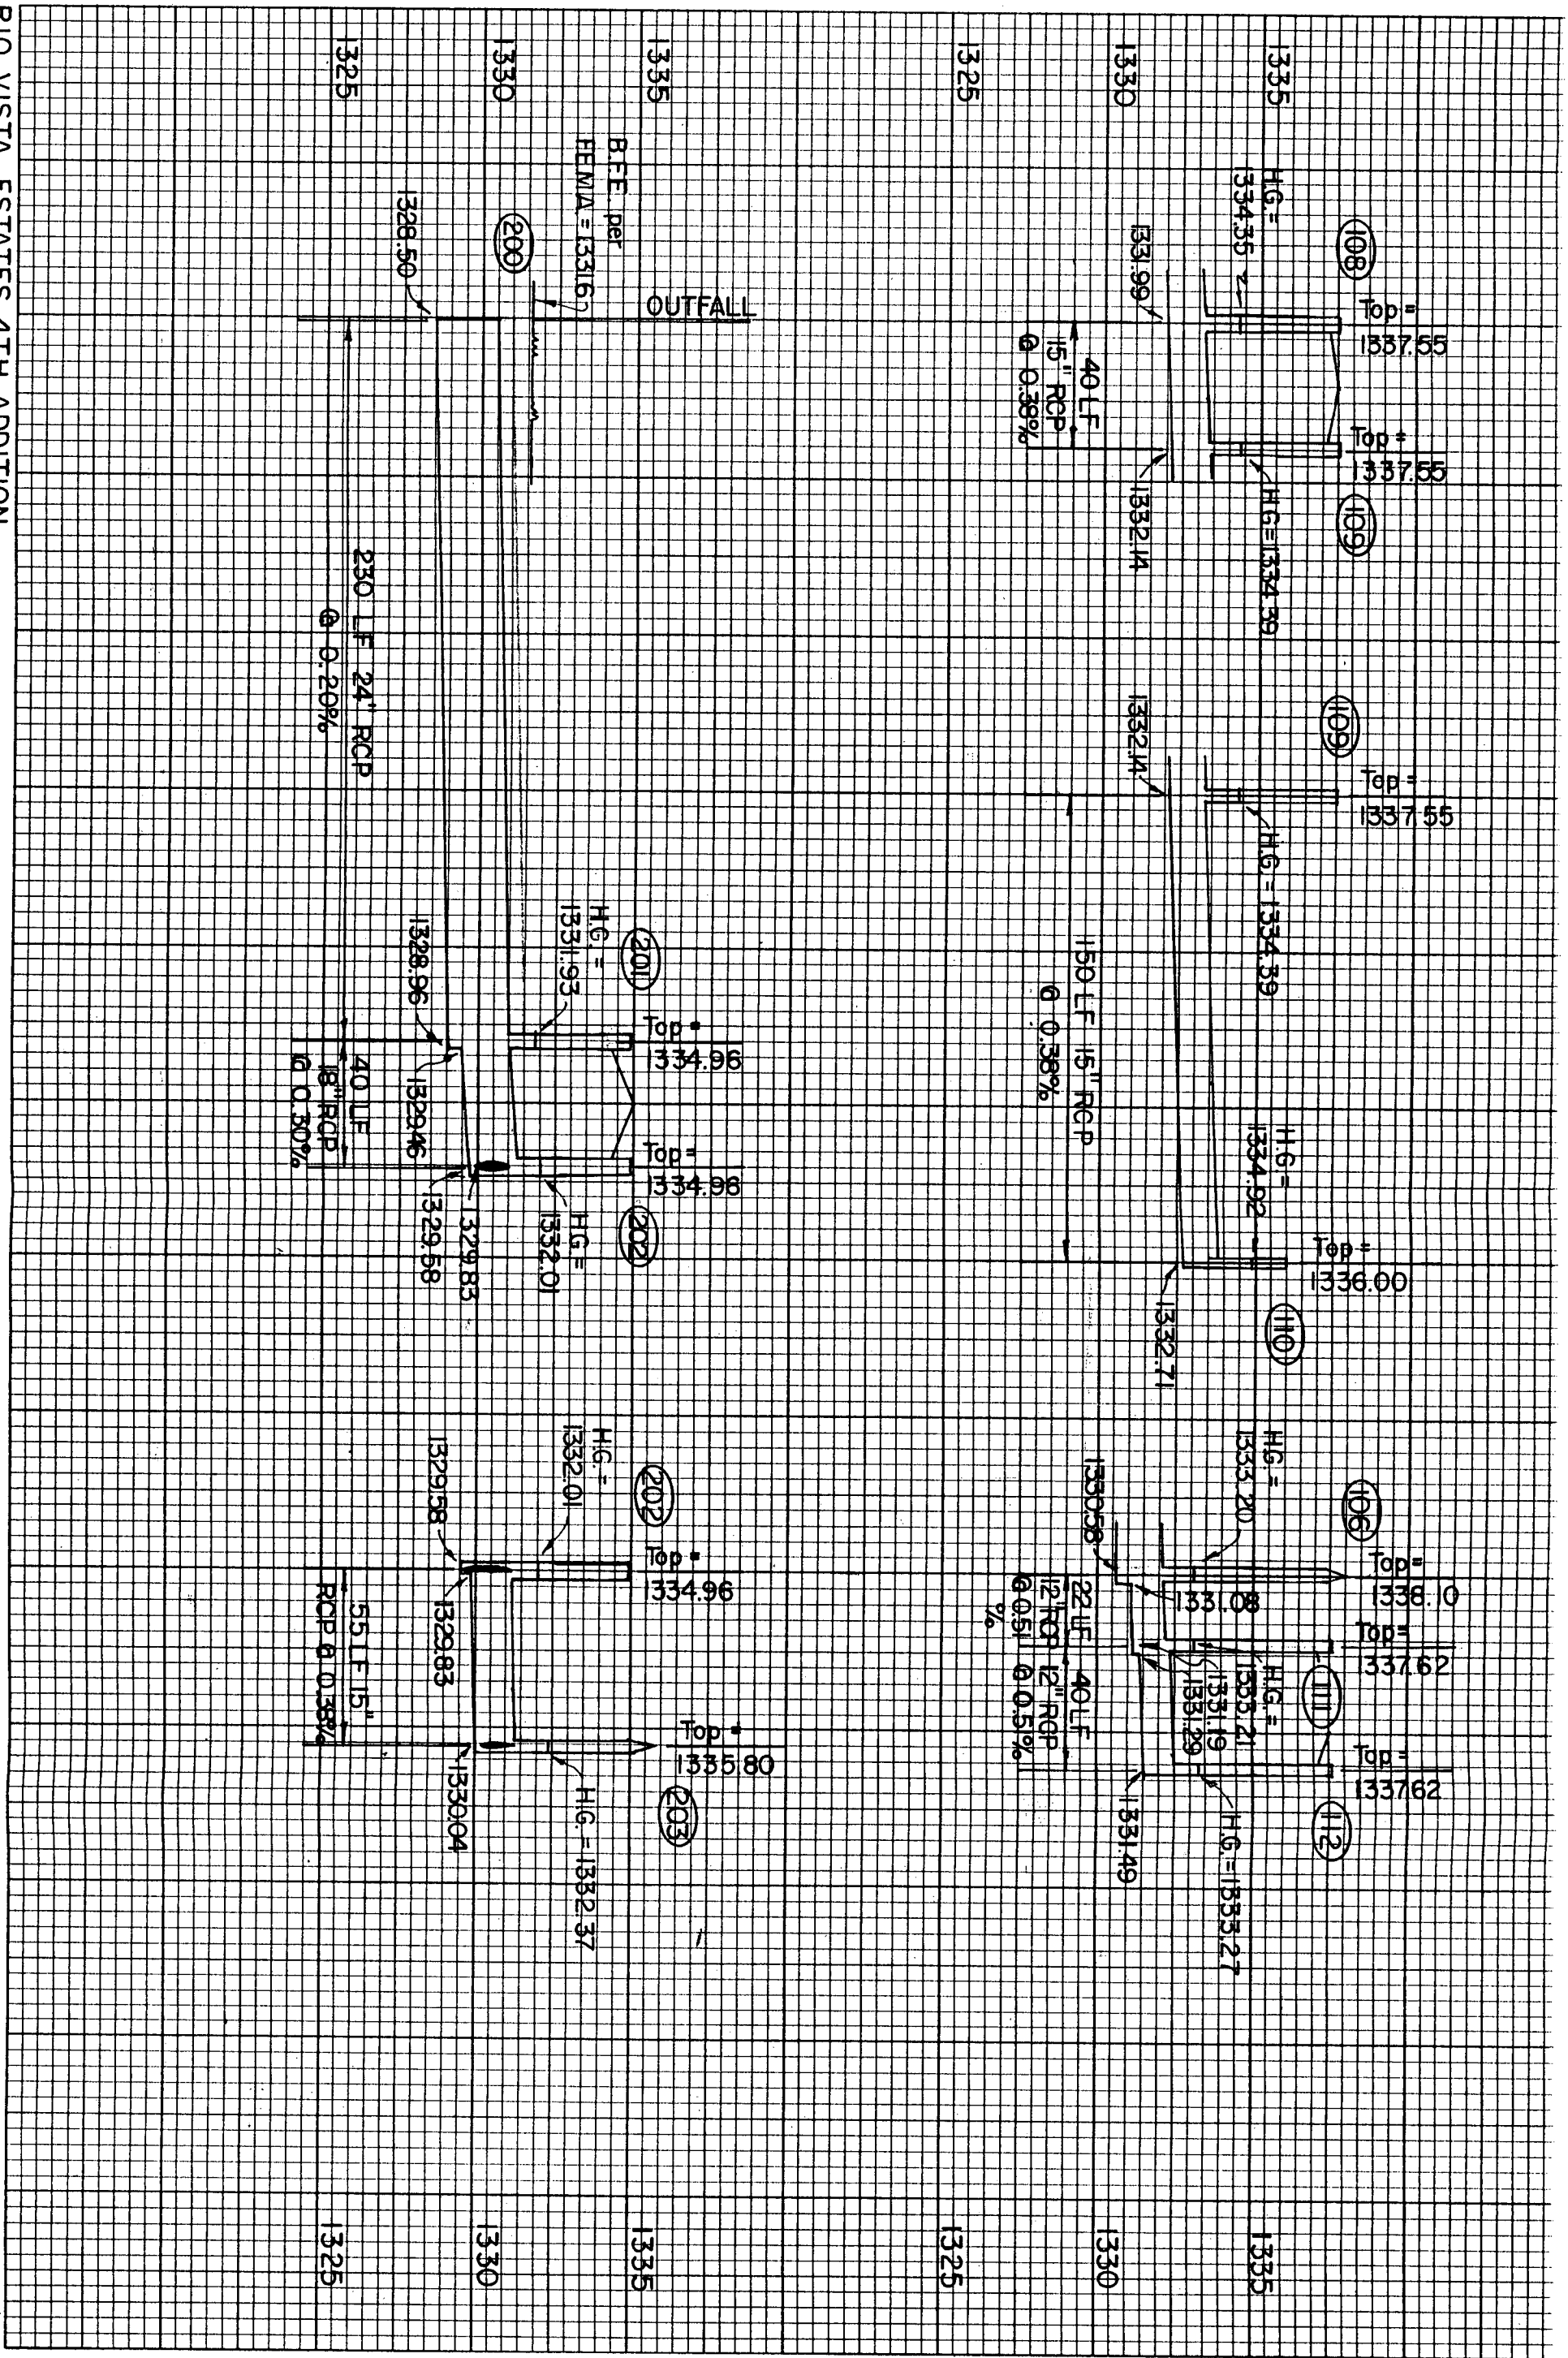 1335
1330
1325
H.G. =
1334.35
108
Top =
1337.55
1331.99
40 LF
15" RCP
@ 0.38%
Top =
1337.55
109
H.G = 1334.39
1332.14
109
Top =
1337.55
H.G. = 1334.39
1332.14
150 LF 15" RCP
@ 0.38%
H.G =
1334.92
Top =
1336.00
110
1332.71
H.G. =
1333.20
106
Top =
1338.10
1330.58
1331.08
22 LF
12" RCP
@ 0.51
%
Top =
1337.62
111
H.G. =
1333.21
1331.19
1331.29
40 LF
12" RCP
@ 0.5%
Top =
1337.62
112
H.G. = 1333.27
1331.49
1335
1330
1325
1335
1330
1325
B.F.E. per
FEMA = 1331.6
OUTFALL
200
1328.50
230 LF 24" RCP
@ 0.20%
H.G. =
1331.93
201
Top =
1334.96
1328.96
1329.46
40 LF
18" RCP
@ 0.30%
Top =
1334.96
202
H.G. =
1332.01
1329.83
1329.58
H.G. =
1332.01
202
Top =
1334.96
1329.58
1329.83
55 LF 15"
RCP @ 0.38%
Top =
1335.80
203
H.G. = 1332.37
1330.04
1335
1330
1325